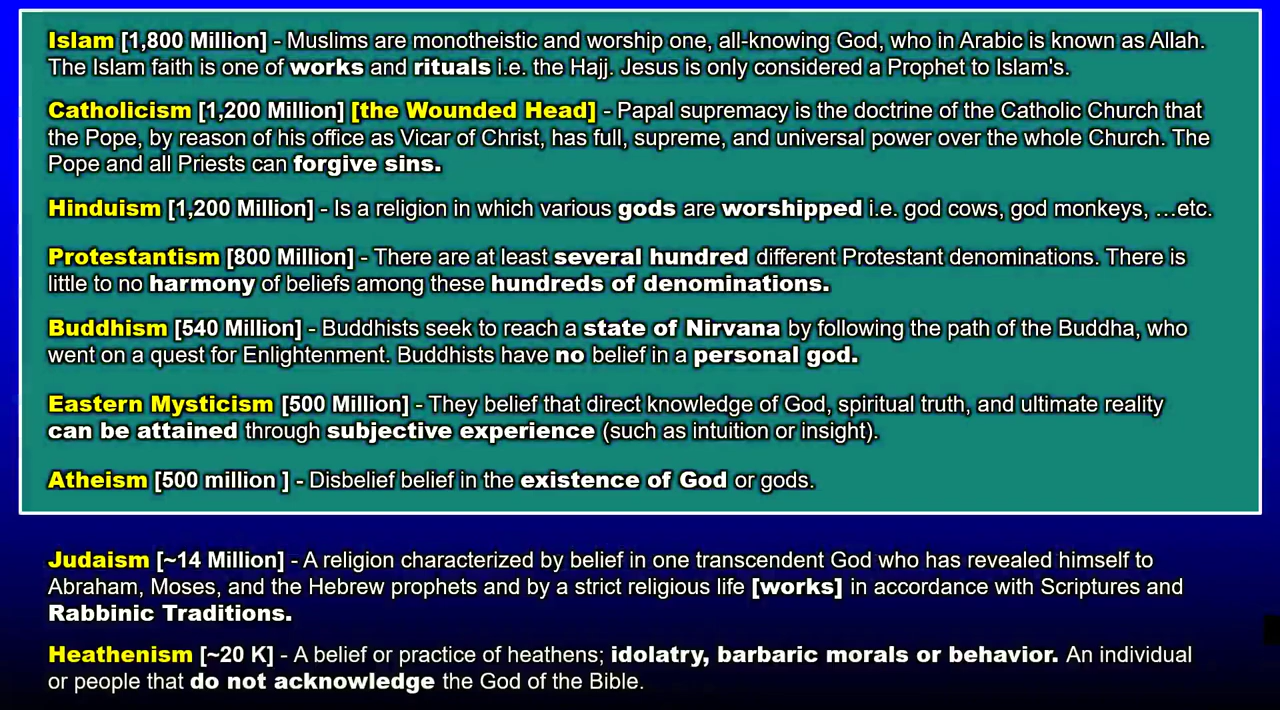 Islam [1,800 Million] - Muslims are monotheistic and worship one, all-knowing God, who in Arabic is known as Allah.
The Islam faith is one of works and rituals i.e. the Hajj. Jesus is only considered a Prophet to Islam's.
Catholicism [1,200 Million] [the Wounded Head] - Papal supremacy is the doctrine of the Catholic Church that
the Pope, by reason of his office as Vicar of Christ, has full, supreme, and universal power over the whole Church. The
Pope and all Priests can forgive sins.
Hinduism [1,200 Million] - Is a religion in which various gods are worshipped i.e. god cows, god monkeys, …etc.
Protestantism [800 Million] - There are at least several hundred different Protestant denominations. There is
little to no harmony of beliefs among these hundreds of denominations.
Buddhism [540 Million] - Buddhists seek to reach a state of Nirvana by following the path of the Buddha, who
went on a quest for Enlightenment. Buddhists have no belief in a personal god.
Eastern Mysticism [500 Million] - They belief that direct knowledge of God, spiritual truth, and ultimate reality
can be attained through subjective experience (such as intuition or insight).
Atheism [500 million ] - Disbelief belief in the existence of God or gods.
Judaism [~14 Million] - A religion characterized by belief in one transcendent God who has revealed himself to
Abraham, Moses, and the Hebrew prophets and by a strict religious life [works] in accordance with Scriptures and
Rabbinic Traditions.
Heathenism [~20 K] - A belief or practice of heathens; idolatry, barbaric morals or behavior. An individual
or people that do not acknowledge the God of the Bible.